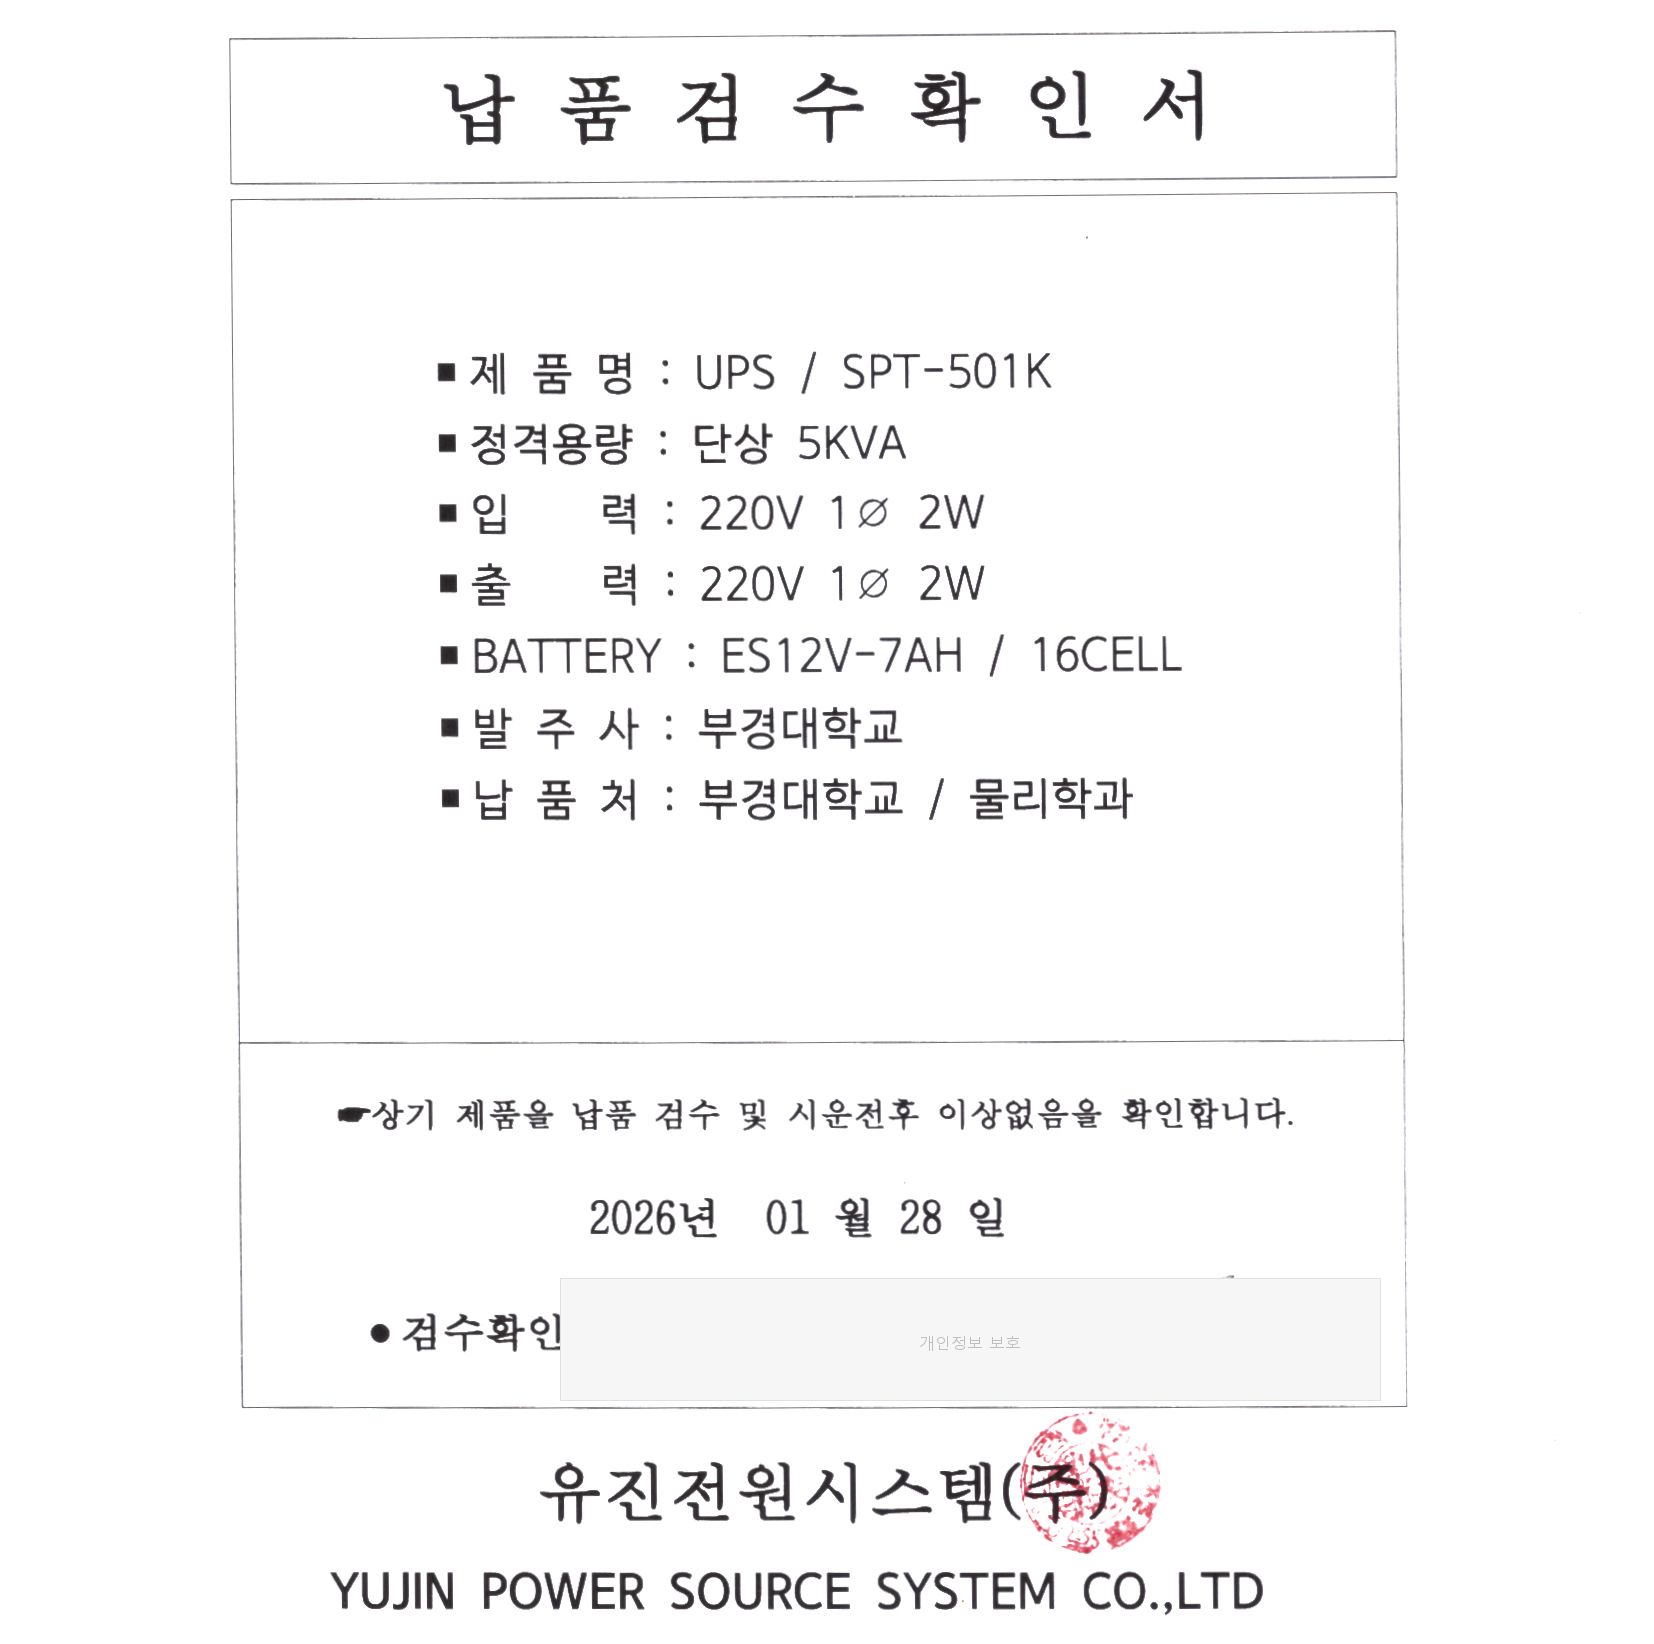 납 품 검 수 확 인 서
■ 제 품 명 : UPS / SPT-501K
■ 정격용량 : 단상 5KVA
■ 입 력 : 220V 1∅ 2W
■ 출 력 : 220V 1∅ 2W
■ BATTERY : ES12V-7AH / 16CELL
■ 발 주 사 : 부경대학교
■ 납 품 처 : 부경대학교 / 물리학과
☛상기 제품을 납품 검수 및 시운전후 이상없음을 확인합니다.
2026년 01 월 28 일
● 검수확인
개인정보 보호
유진전원시스템(주)
YUJIN POWER SOURCE SYSTEM CO.,LTD